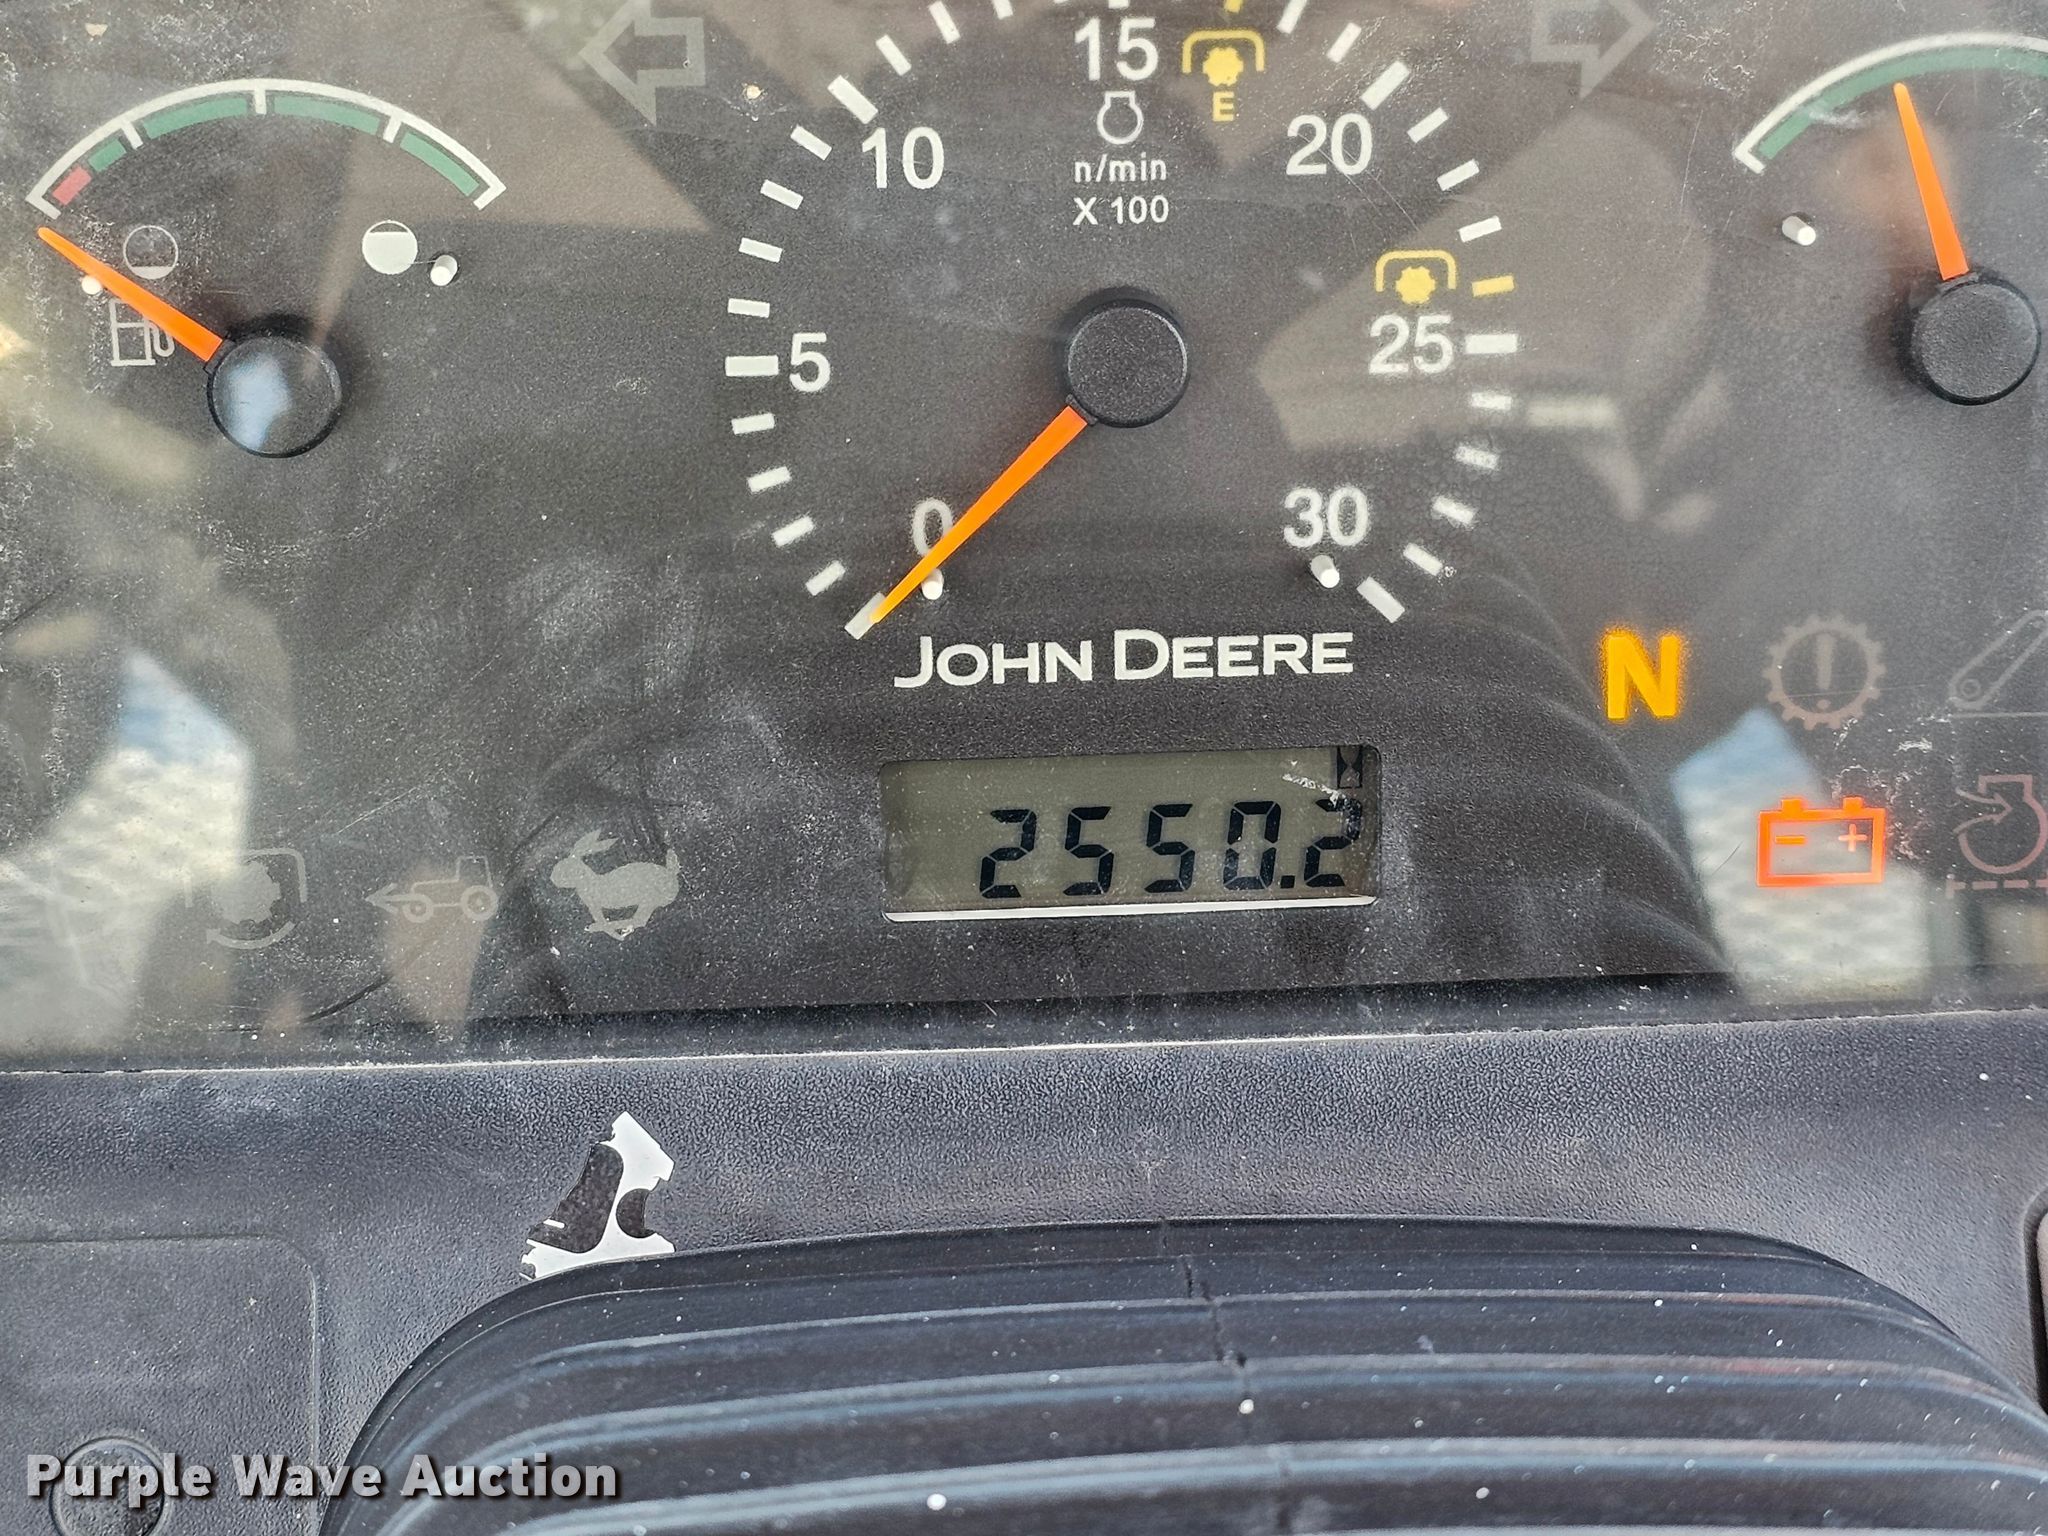 15
E
10
20
n/min
X 100
5
25
0
30
JOHN DEERE
N
2550.2
Purple Wave Auction